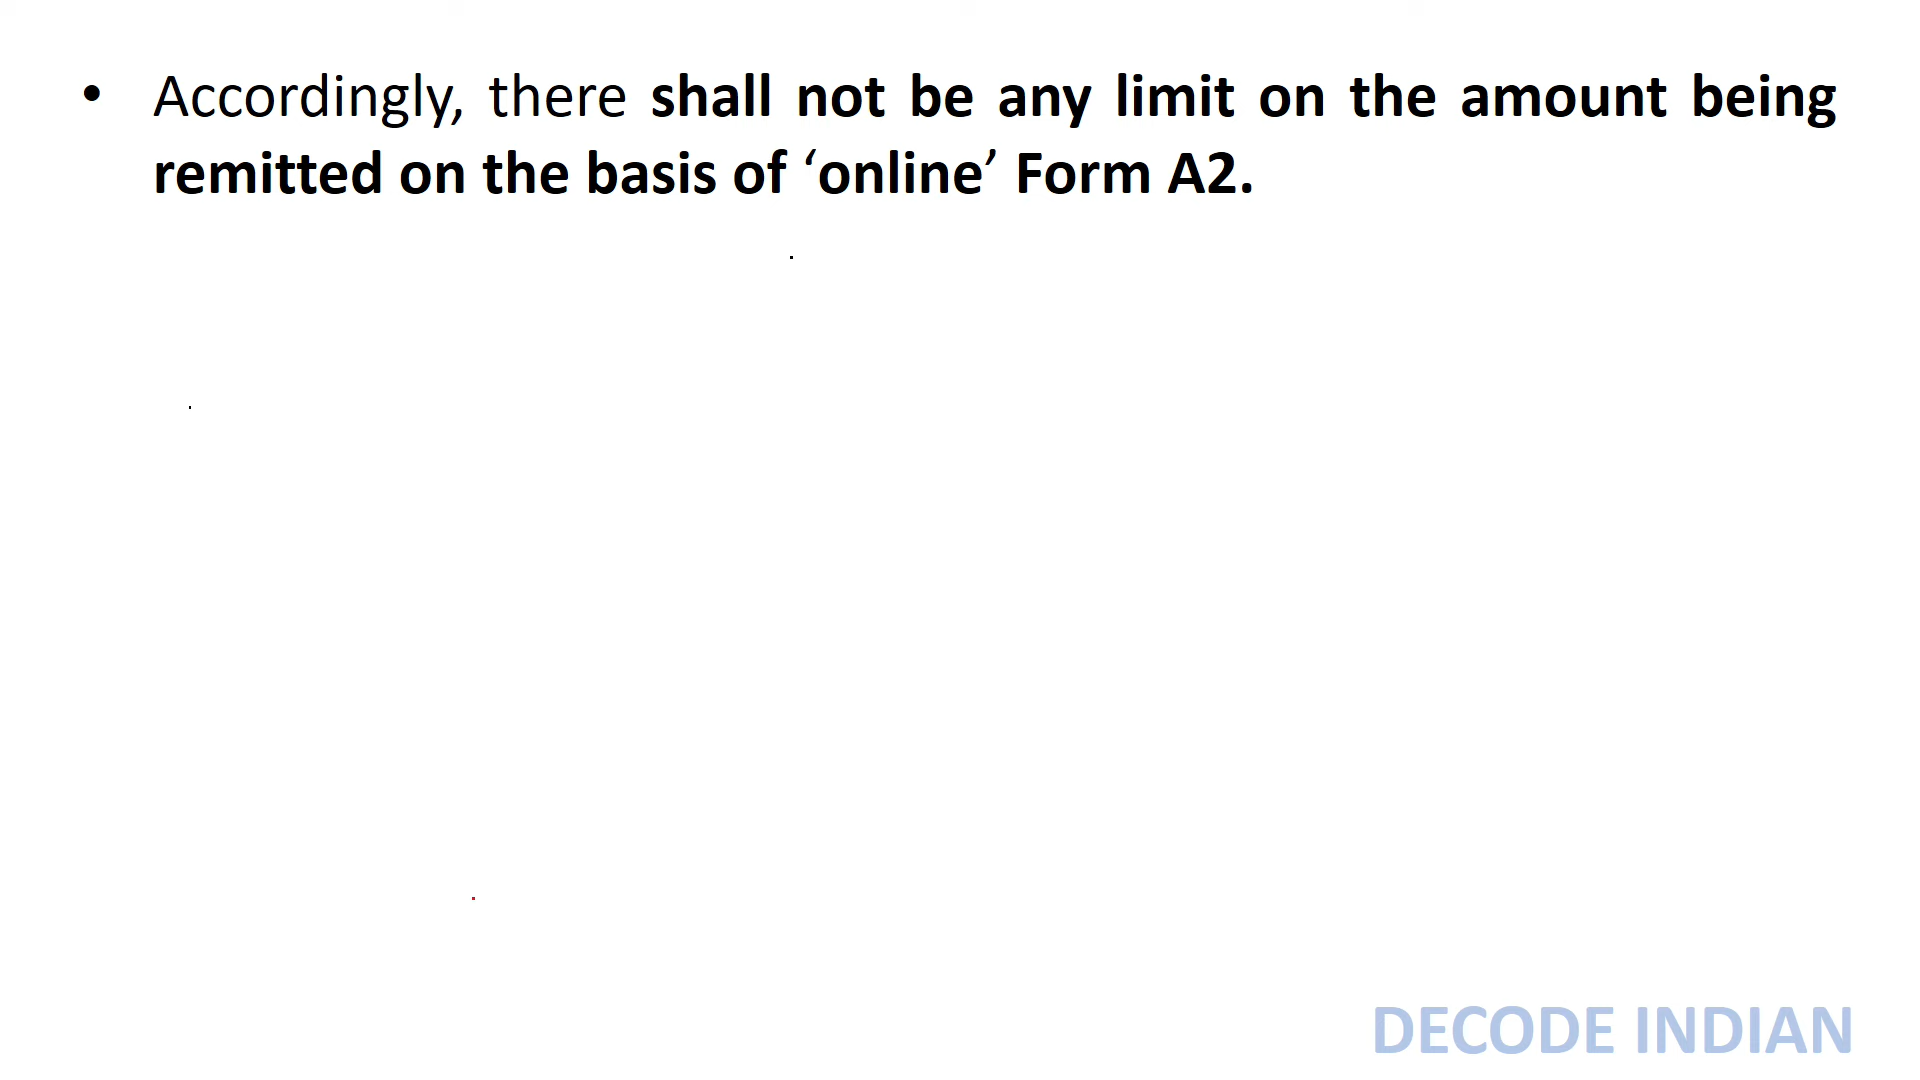 • Accordingly, there shall not be any limit on the amount being
remitted on the basis of ‘online’ Form A2.
DECODE INDIAN